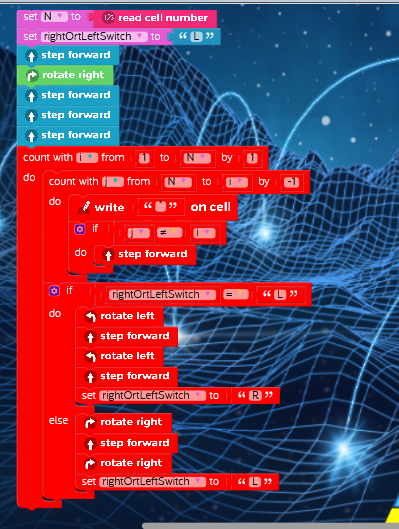 set N to read cell number
set rightOrtLeftSwitch to “ L ”
step forward
rotate right
step forward
step forward
step forward
count with i from 1 to N by 1
do count with j from N to i by -1
do write “ ” on cell
if j ≠ i
do step forward
if rightOrtLeftSwitch = “ L ”
do rotate left
step forward
rotate left
step forward
set rightOrtLeftSwitch to “ R ”
else rotate right
step forward
rotate right
set rightOrtLeftSwitch to “ L ”